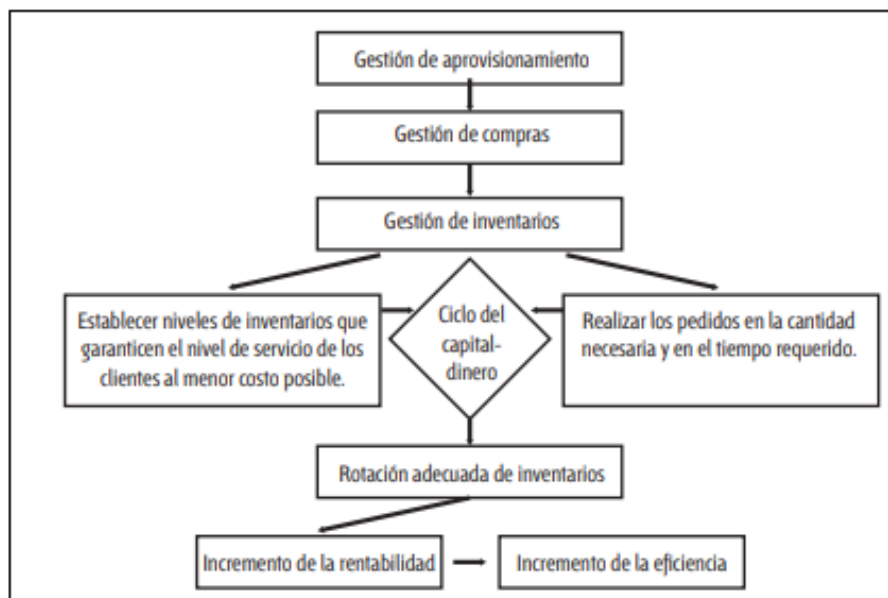 Gestión de aprovisionamiento
Gestión de compras
Gestión de inventarios
Establecer niveles de inventarios que
garanticen el nivel de servicio de los
clientes al menor costo posible.
Ciclo del
capital-
dinero
Realizar los pedidos en la cantidad
necesaria y en el tiempo requerido.
Rotación adecuada de inventarios
Incremento de la rentabilidad
Incremento de la eficiencia